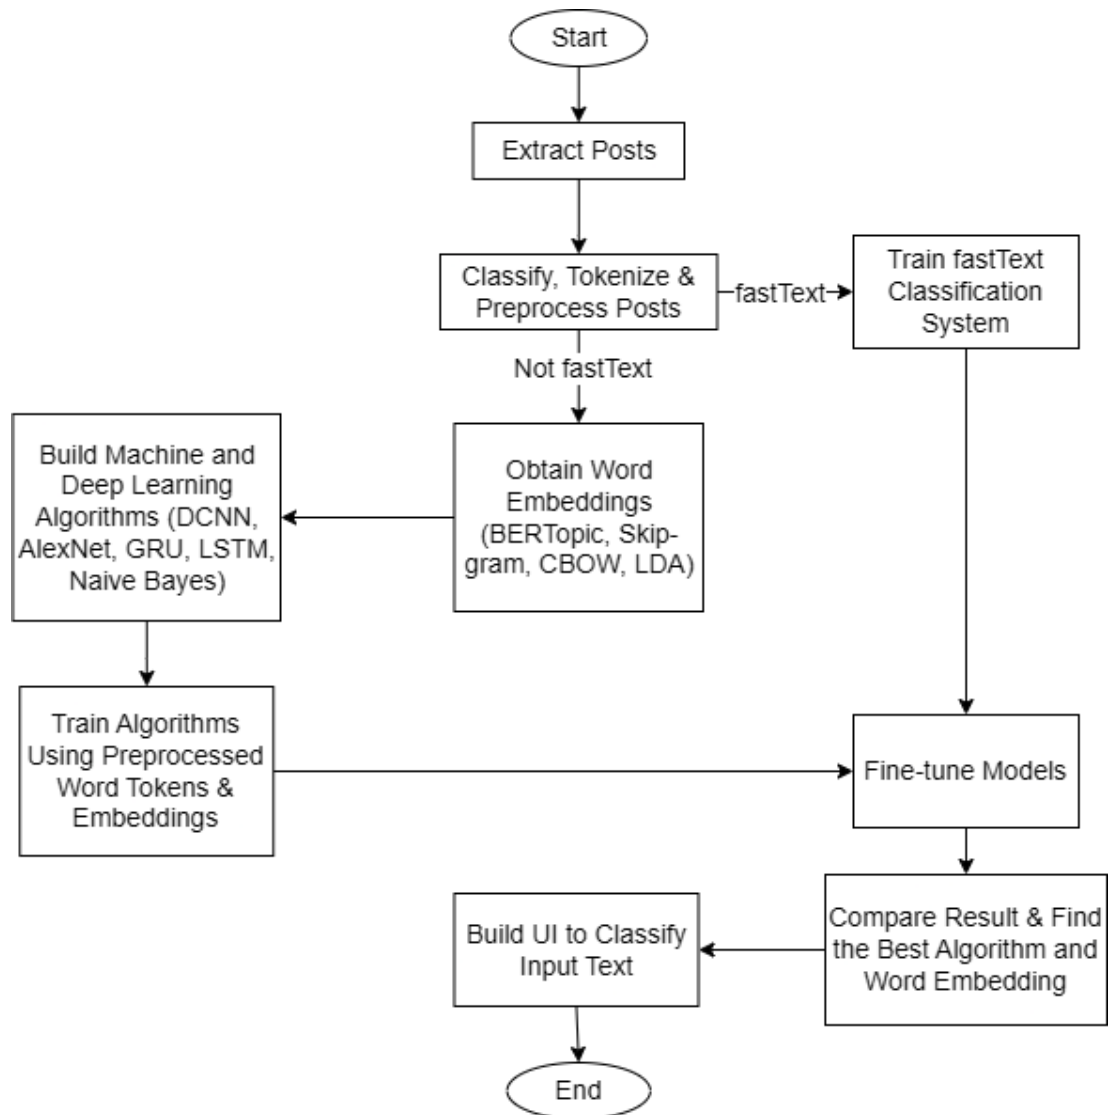 Start
Extract Posts
Classify, Tokenize &
Preprocess Posts
fastText
Train fastText
Classification
System
Not fastText
Build Machine and
Deep Learning
Algorithms (DCNN,
AlexNet, GRU, LSTM,
Naive Bayes)
Obtain Word
Embeddings
(BERTopic, Skip-
gram, CBOW, LDA)
Train Algorithms
Using Preprocessed
Word Tokens &
Embeddings
Fine-tune Models
Compare Result & Find
the Best Algorithm and
Word Embedding
Build UI to Classify
Input Text
End